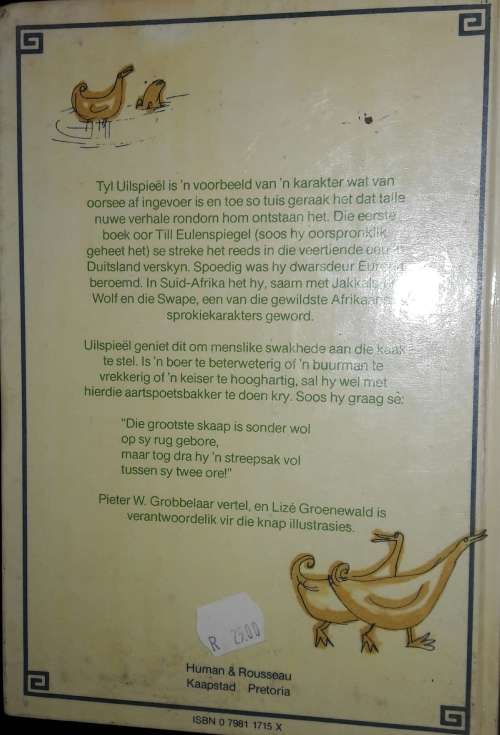 Tyl Uilspieël is 'n voorbeeld van 'n karakter wat van
oorsee af ingevoer is en toe so tuis geraak het dat talle
nuwe verhale rondom hom ontstaan het. Die eerste
boek oor Till Eulenspiegel (soos hy oorspronklik
geheet het) se streke het reeds in die veertiende eeu in
Duitsland verskyn. Spoedig was hy dwarsdeur
beroemd. In Suid-Afrika het hy, saam met Jakkals
Wolf en die Swape, een van die gewildste
sprokiekarakters geword.
Uilspieël geniet dit om menslike swakhede aan die kaak
te stel. Is 'n boer te beterweterig of 'n buurman te
vrekkerig of 'n keiser te hooghartig, sal hy wel met
hierdie aartspoetsbakker te doen kry. Soos hy graag sê:
"Die grootste skaap is sonder wol
op sy rug gebore,
maar tog dra hy 'n streepsak vol
tussen sy twee ore!"
Pieter W. Grobbelaar vertel, en Lizé Groenewald is
verantwoordelik vir die knap illustrasies.
R 25.00
Human & Rousseau
Kaapstad Pretoria
ISBN 0 7981 1715 X